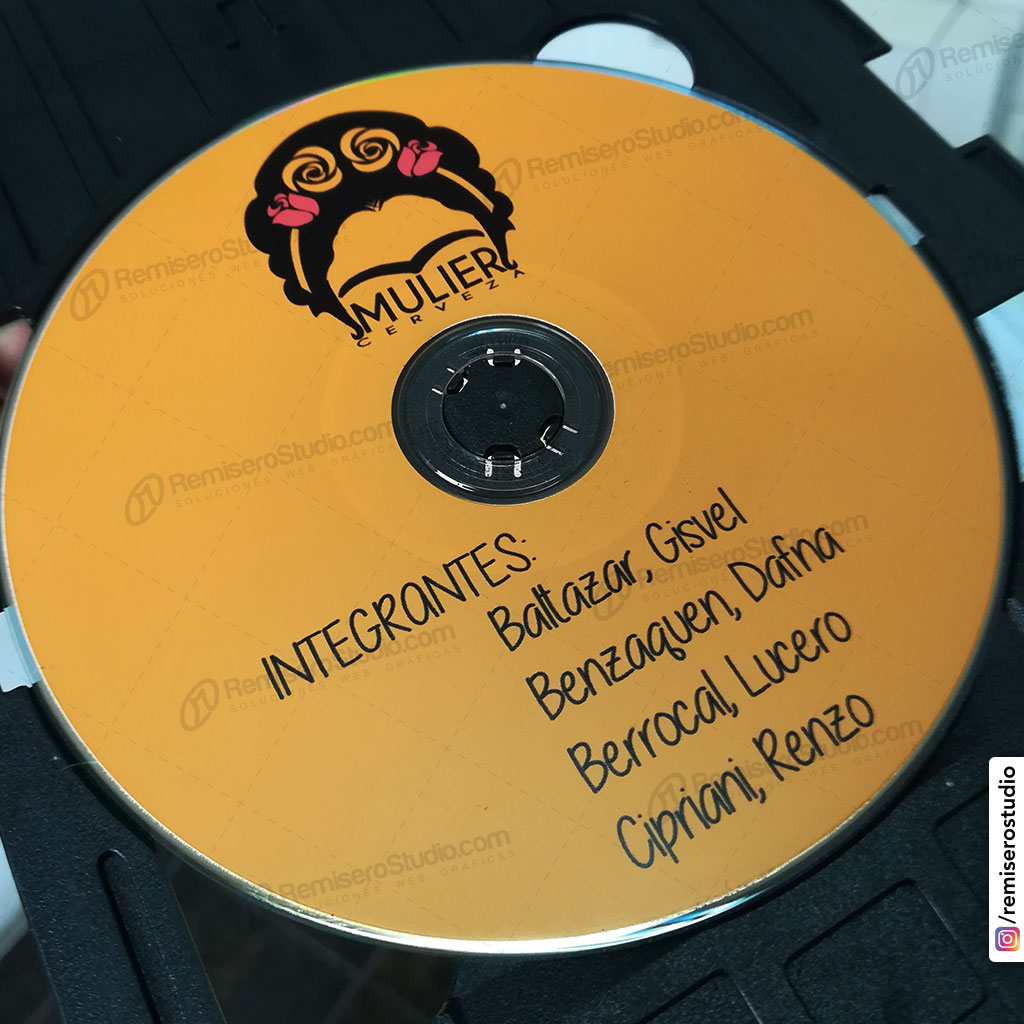 MULIER
CERVEZA
INTEGRANTES:
Baltazar, Gisvel
Benzaquen, Dafna
Berrocal, Lucero
Cipriani, Renzo
RemiseroStudio.com
SOLUCIONES WEB GRÁFICAS
/remiserostudio